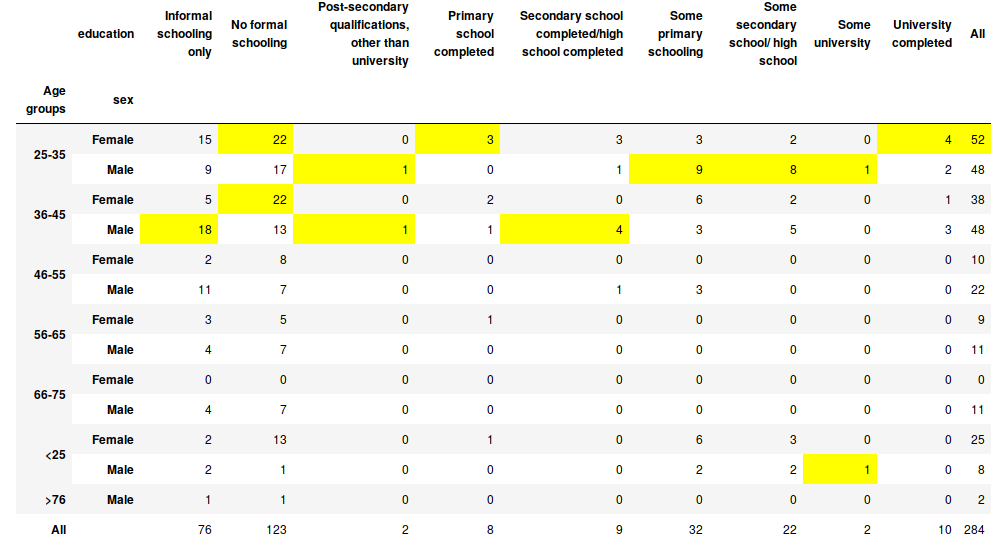 education Informal schooling only No formal schooling Post-secondary qualifications, other than university Primary school completed Secondary school completed/high school completed Some primary schooling Some secondary school/ high school Some university University completed All
Age groups sex
25-35 Female 15 22 0 3 3 3 2 0 4 52
Male 9 17 1 0 1 9 8 1 2 48
36-45 Female 5 22 0 2 0 6 2 0 1 38
Male 18 13 1 1 4 3 5 0 3 48
46-55 Female 2 8 0 0 0 0 0 0 0 10
Male 11 7 0 0 1 3 0 0 0 22
56-65 Female 3 5 0 1 0 0 0 0 0 9
Male 4 7 0 0 0 0 0 0 0 11
66-75 Female 0 0 0 0 0 0 0 0 0 0
Male 4 7 0 0 0 0 0 0 0 11
<25 Female 2 13 0 1 0 6 3 0 0 25
Male 2 1 0 0 0 2 2 1 0 8
>76 Male 1 1 0 0 0 0 0 0 0 2
All 76 123 2 8 9 32 22 2 10 284